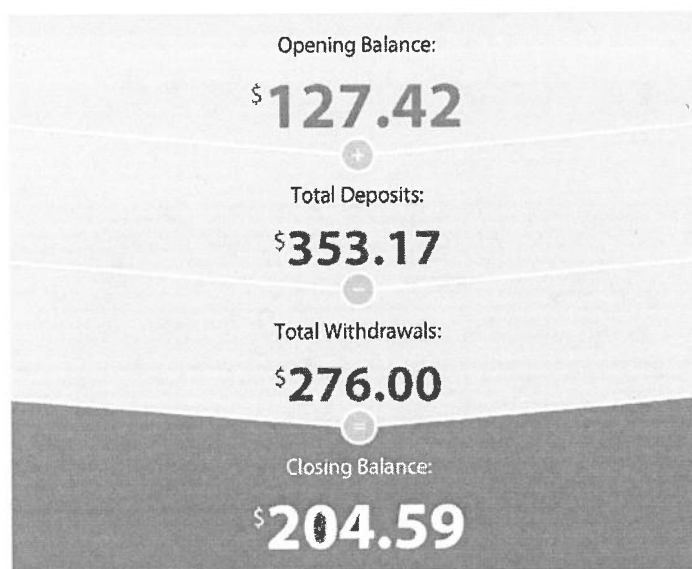 Opening Balance:
$127.42
+
Total Deposits:
$353.17
−
Total Withdrawals:
$276.00
=
Closing Balance:
$204.59